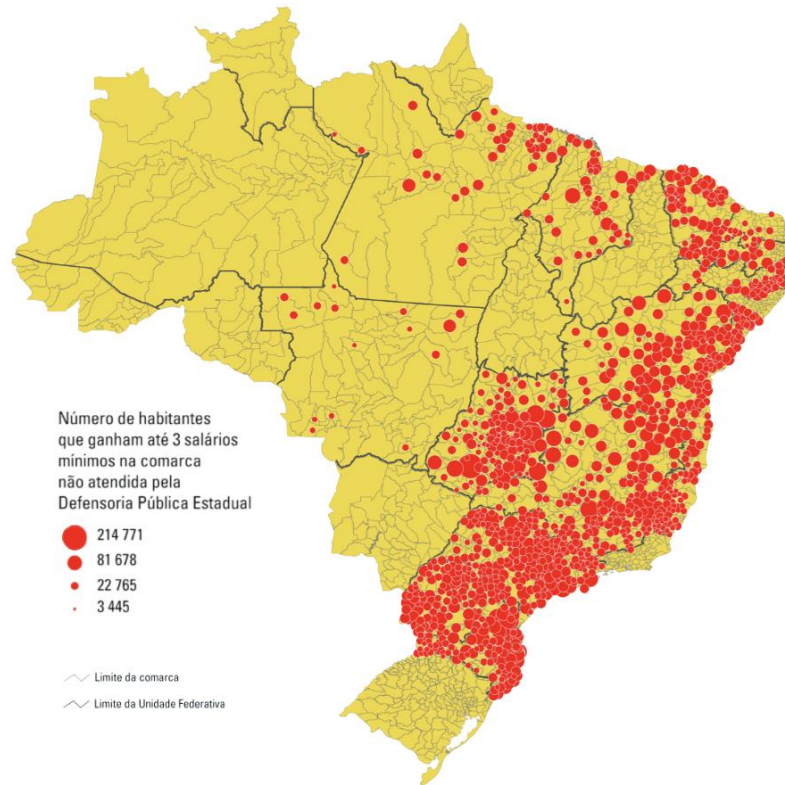 Número de habitantes
que ganham até 3 salários
mínimos na comarca
não atendida pela
Defensoria Pública Estadual
214 771
81 678
22 765
3 445
Limite da comarca
Limite da Unidade Federativa